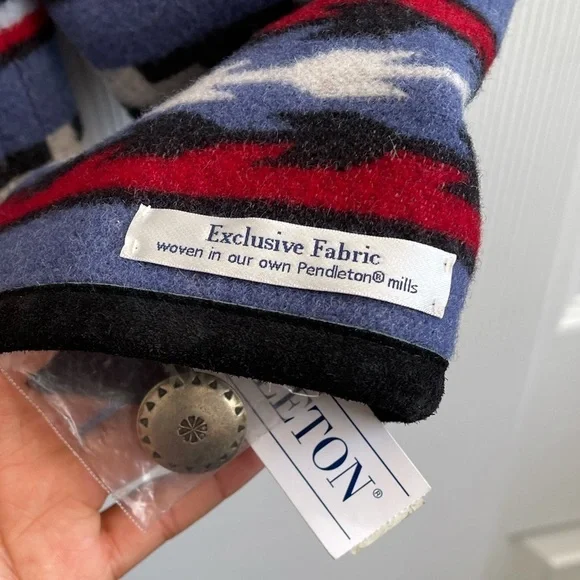 Exclusive Fabric
woven in our own Pendleton® mills
LETON®